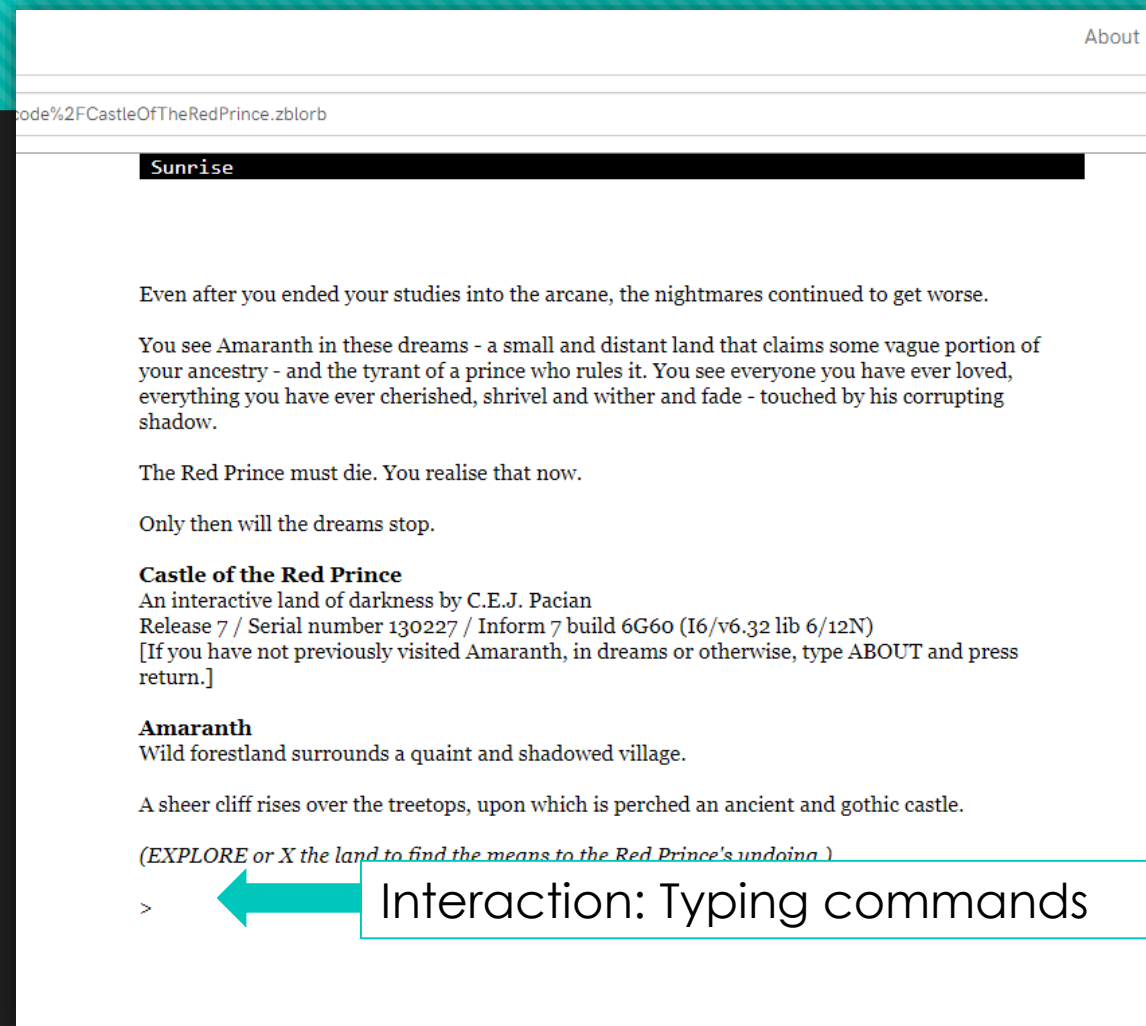 About
code%2FCastleOfTheRedPrince.zblorb
Sunrise
Even after you ended your studies into the arcane, the nightmares continued to get worse.
You see Amaranth in these dreams - a small and distant land that claims some vague portion of
your ancestry - and the tyrant of a prince who rules it. You see everyone you have ever loved,
everything you have ever cherished, shrivel and wither and fade - touched by his corrupting
shadow.
The Red Prince must die. You realise that now.
Only then will the dreams stop.
Castle of the Red Prince
An interactive land of darkness by C.E.J. Pacian
Release 7 / Serial number 130227 / Inform 7 build 6G60 (I6/v6.32 lib 6/12N)
[If you have not previously visited Amaranth, in dreams or otherwise, type ABOUT and press
return.]
Amaranth
Wild forestland surrounds a quaint and shadowed village.
A sheer cliff rises over the treetops, upon which is perched an ancient and gothic castle.
(EXPLORE or X the land to find the means to the Red Prince's undoing.)
>
Interaction: Typing commands